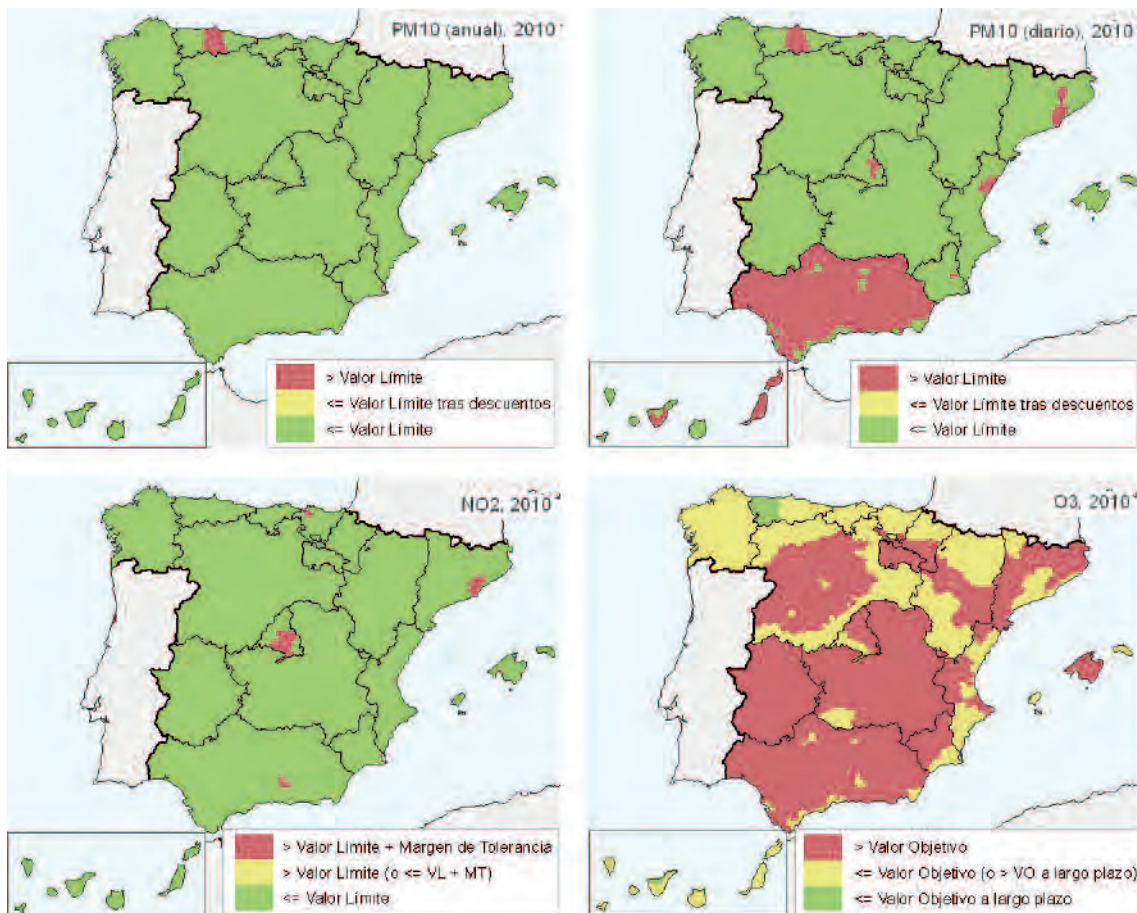 PM10 (anual), 2010
> Valor Límite
<= Valor Límite tras descuentos
<= Valor Límite
PM10 (diario), 2010
> Valor Límite
<= Valor Límite tras descuentos
<= Valor Límite
NO2, 2010
> Valor Límite + Margen de Tolerancia
> Valor Límite (o <= VL + MT)
<= Valor Límite
O3, 2010
> Valor Objetivo
<= Valor Objetivo (o > VO a largo plazo)
<= Valor Objetivo a largo plazo